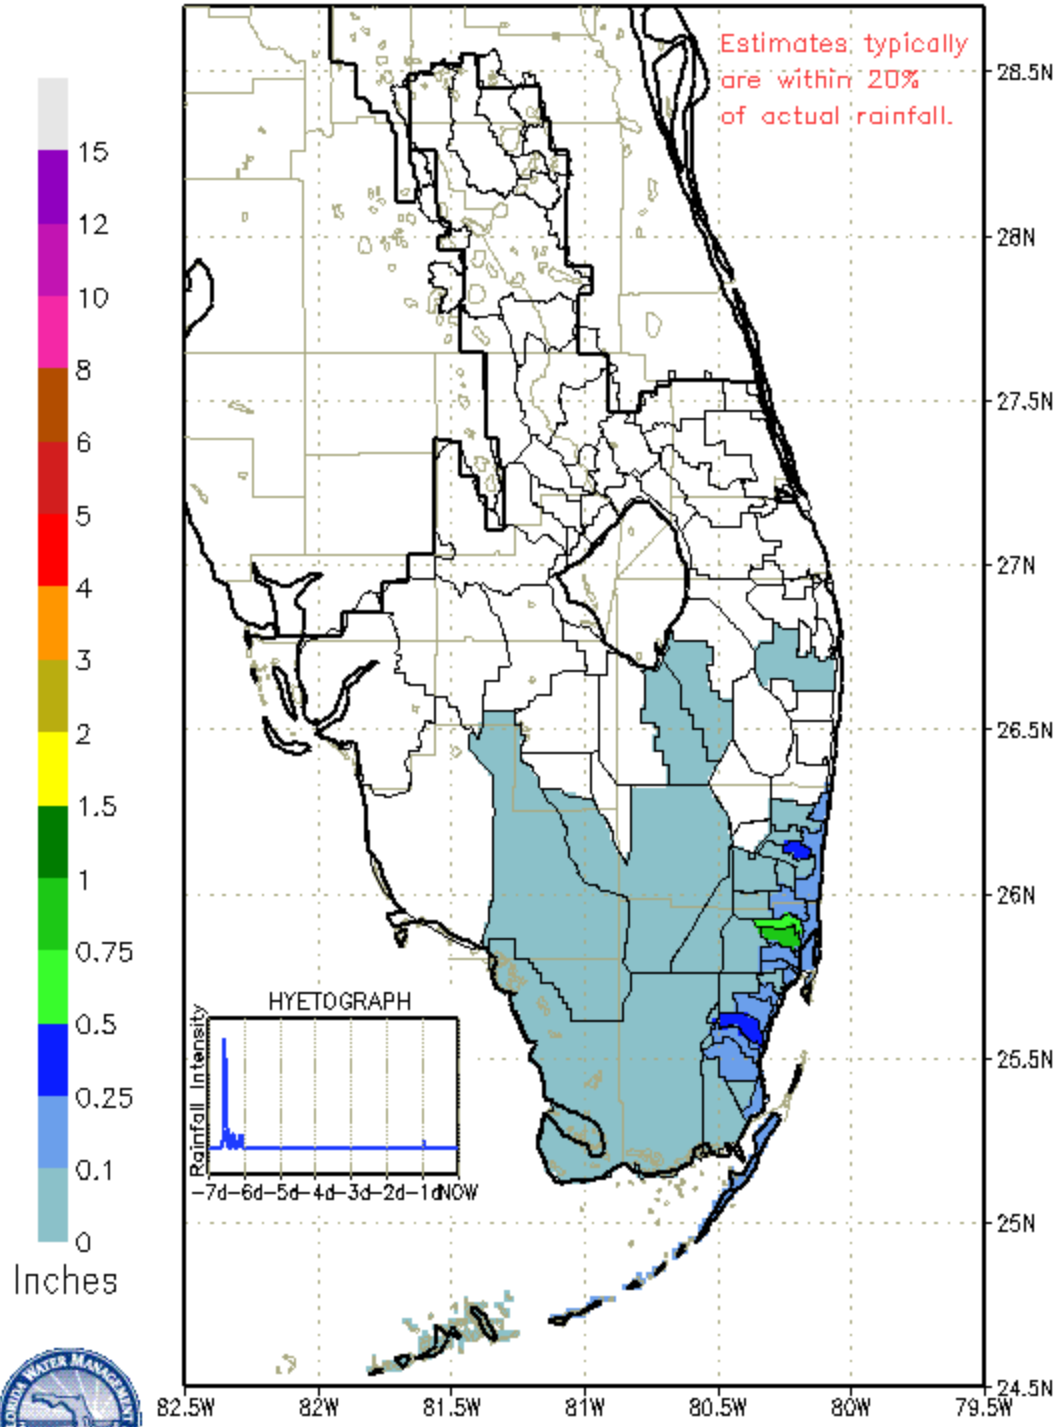 Estimates typically
are within 20%
of actual rainfall.
15
12
10
8
6
5
4
3
2
1.5
1
0.75
0.5
0.25
0.1
0
Inches
28.5N
28N
27.5N
27N
26.5N
26N
25.5N
25N
24.5N
HYETOGRAPH
Rainfall Intensity
-7d-6d-5d-4d-3d-2d-1dNOW
82.5W 82W 81.5W 81W 80.5W 80W 79.5W
WATER MANAGEMENT